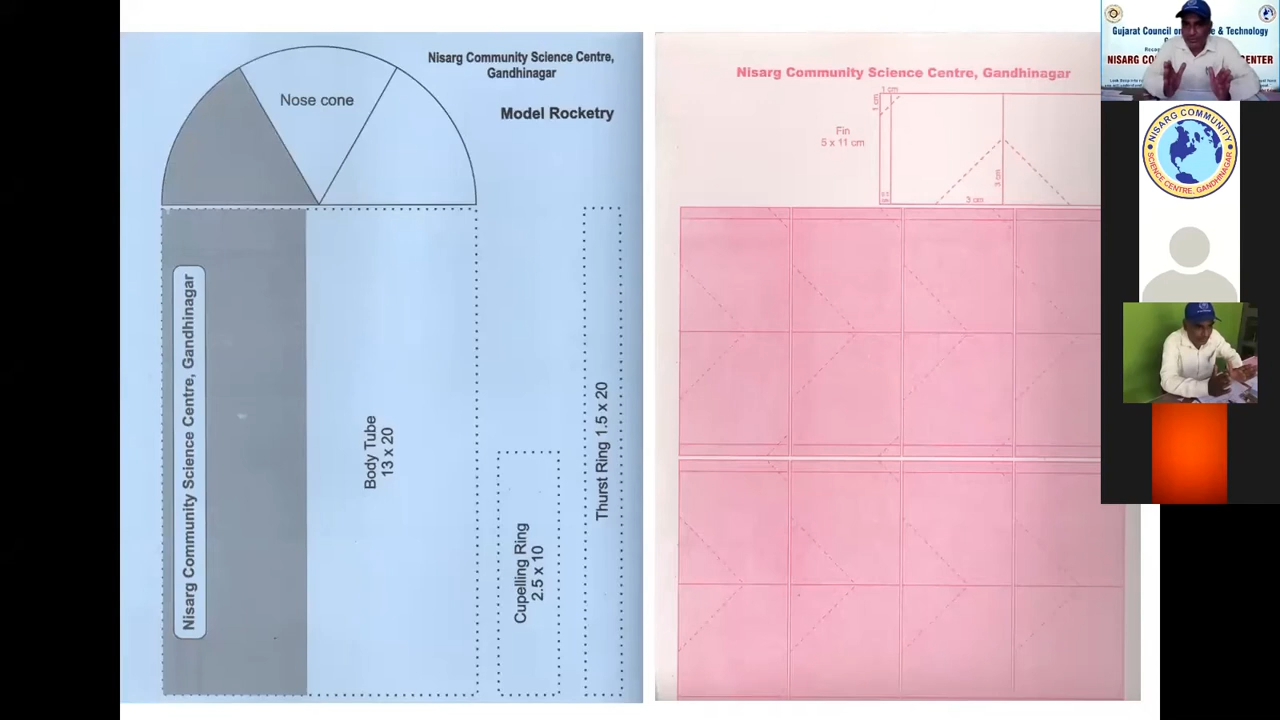 Nisarg Community Science Centre,
Gandhinagar
Nose cone
Model Rocketry
Nisarg Community Science Centre, Gandhinagar
Body Tube
13 x 20
Cupelling Ring
2.5 x 10
Thurst Ring 1.5 x 20
Nisarg Community Science Centre, Gandhinagar
1 cm
1 cm
Fin
5 x 11 cm
3 cm
3 cm
Gujarat Council on & Technology
NISARG CO CENTER
NISARG COMMUNITY
SCIENCE CENTRE, GANDHINAGAR